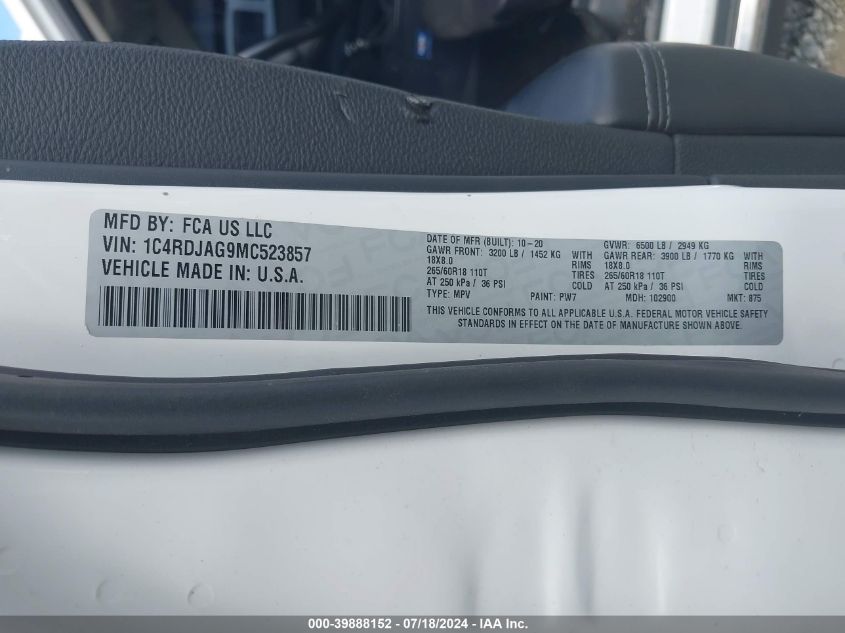 MFD BY: FCA US LLC
VIN: 1C4RDJAG9MC523857
VEHICLE MADE IN: U.S.A.
DATE OF MFR (BUILT): 10-20
GAWR FRONT: 3200 LB / 1452 KG WITH
18X8.0 RIMS
265/60R18 110T TIRES
AT 250 kPa / 36 PSI COLD
TYPE: MPV PAINT: PW7
GVWR: 6500 LB / 2949 KG
GAWR REAR: 3900 LB / 1770 KG WITH
18X8.0 RIMS
265/60R18 110T TIRES
AT 250 kPa / 36 PSI COLD
MDH: 102900 MKT: 875
THIS VEHICLE CONFORMS TO ALL APPLICABLE U.S.A. FEDERAL MOTOR VEHICLE SAFETY
STANDARDS IN EFFECT ON THE DATE OF MANUFACTURE SHOWN ABOVE.
000-39888152 - 07/18/2024 - IAA Inc.